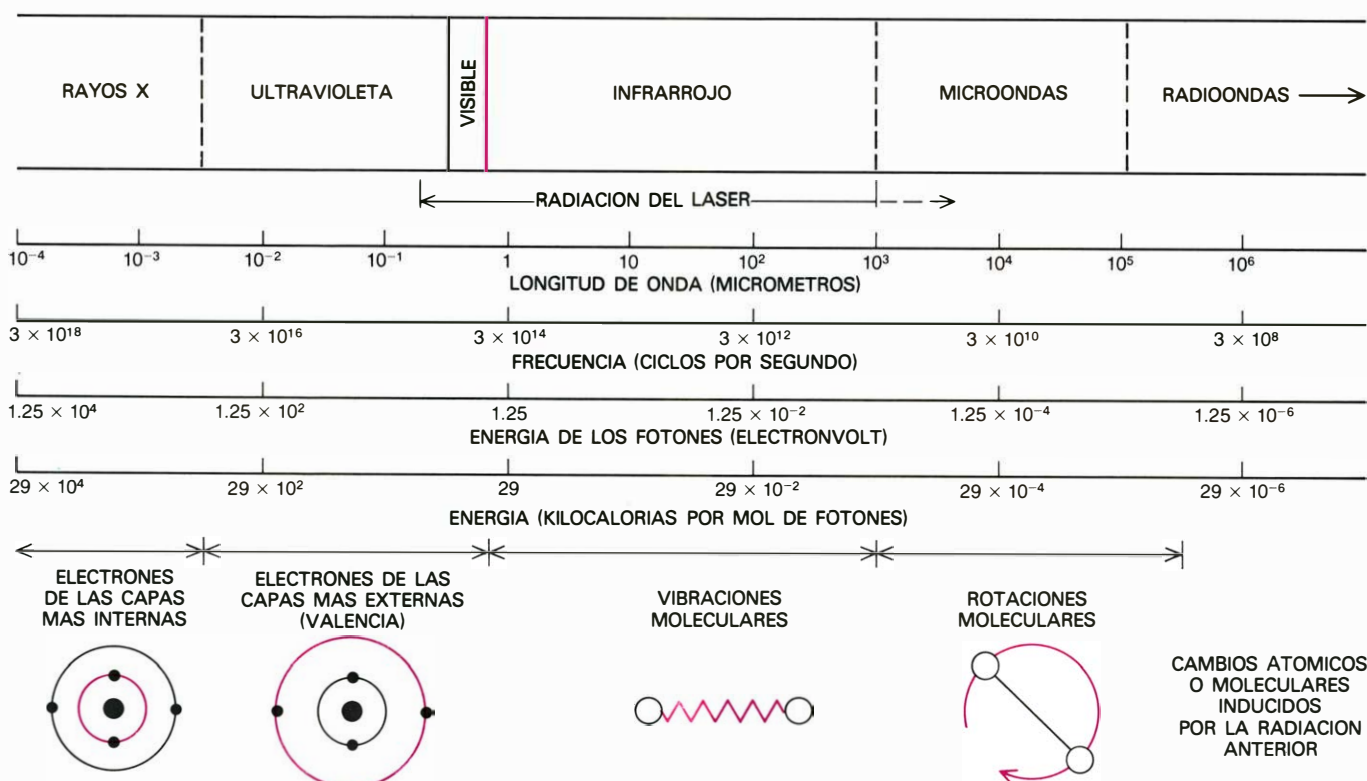 RAYOS X
ULTRAVIOLETA
VISIBLE
INFRARROJO
MICROONDAS
RADIOONDAS
RADIACION DEL LASER
10⁻⁴ 10⁻³ 10⁻² 10⁻¹ 1 10 10² 10³ 10⁴ 10⁵ 10⁶
LONGITUD DE ONDA (MICROMETROS)
3 × 10¹⁸ 3 × 10¹⁶ 3 × 10¹⁴ 3 × 10¹² 3 × 10¹⁰ 3 × 10⁸
FRECUENCIA (CICLOS POR SEGUNDO)
1.25 × 10⁴ 1.25 × 10² 1.25 1.25 × 10⁻² 1.25 × 10⁻⁴ 1.25 × 10⁻⁶
ENERGIA DE LOS FOTONES (ELECTRONVOLT)
29 × 10⁴ 29 × 10² 29 29 × 10⁻² 29 × 10⁻⁴ 29 × 10⁻⁶
ENERGIA (KILOCALORIAS POR MOL DE FOTONES)
ELECTRONES
DE LAS CAPAS
MAS INTERNAS
ELECTRONES DE LAS
CAPAS MAS EXTERNAS
(VALENCIA)
VIBRACIONES
MOLECULARES
ROTACIONES
MOLECULARES
CAMBIOS ATOMICOS
O MOLECULARES
INDUCIDOS
POR LA RADIACION
ANTERIOR